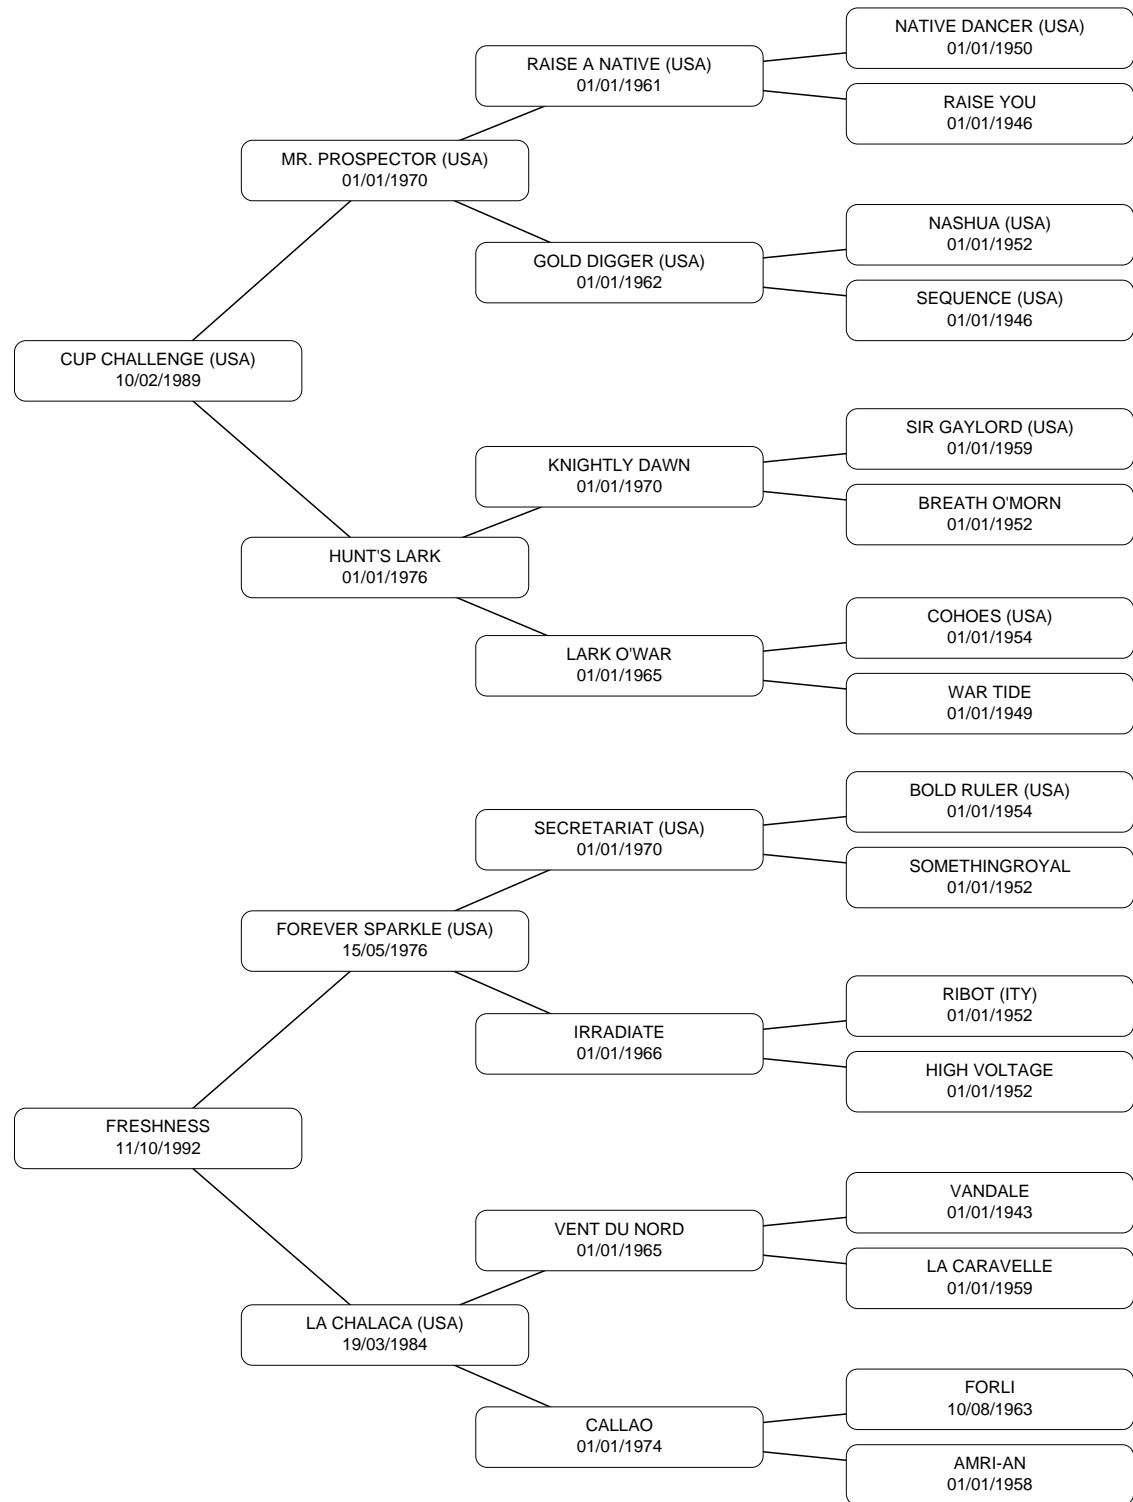 NATIVE DANCER (USA)
01/01/1950
RAISE A NATIVE (USA)
01/01/1961
RAISE YOU
01/01/1946
MR. PROSPECTOR (USA)
01/01/1970
NASHUA (USA)
01/01/1952
GOLD DIGGER (USA)
01/01/1962
SEQUENCE (USA)
01/01/1946
CUP CHALLENGE (USA)
10/02/1989
SIR GAYLORD (USA)
01/01/1959
KNIGHTLY DAWN
01/01/1970
BREATH O'MORN
01/01/1952
HUNT'S LARK
01/01/1976
COHOES (USA)
01/01/1954
LARK O'WAR
01/01/1965
WAR TIDE
01/01/1949
BOLD RULER (USA)
01/01/1954
SECRETARIAT (USA)
01/01/1970
SOMETHINGROYAL
01/01/1952
FOREVER SPARKLE (USA)
15/05/1976
RIBOT (ITY)
01/01/1952
IRRADIATE
01/01/1966
HIGH VOLTAGE
01/01/1952
FRESHNESS
11/10/1992
VANDALE
01/01/1943
VENT DU NORD
01/01/1965
LA CARAVELLE
01/01/1959
LA CHALACA (USA)
19/03/1984
FORLI
10/08/1963
CALLAO
01/01/1974
AMRI-AN
01/01/1958